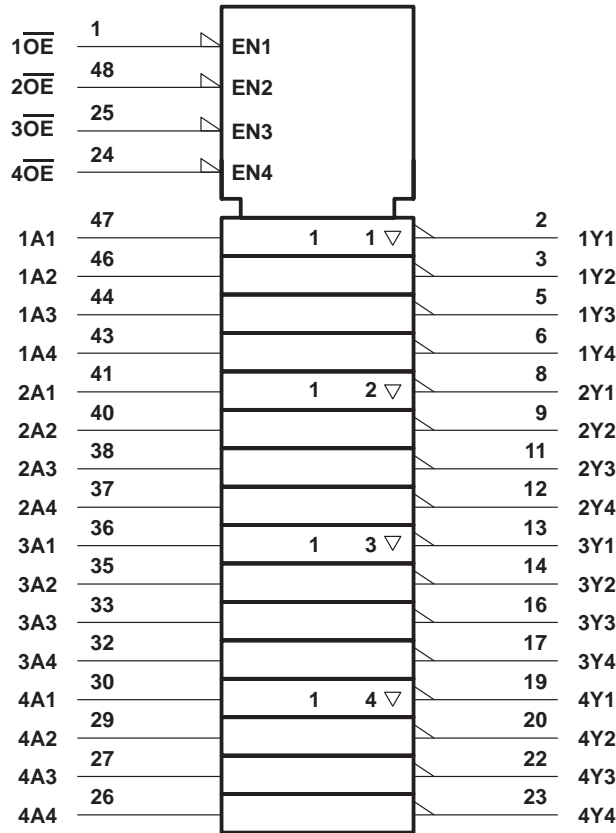 1O̅E̅ 1 EN1
2O̅E̅ 48 EN2
3O̅E̅ 25 EN3
4O̅E̅ 24 EN4
1A1 47 1 1 ▽ 2 1Y1
1A2 46 3 1Y2
1A3 44 5 1Y3
1A4 43 6 1Y4
2A1 41 1 2 ▽ 8 2Y1
2A2 40 9 2Y2
2A3 38 11 2Y3
2A4 37 12 2Y4
3A1 36 1 3 ▽ 13 3Y1
3A2 35 14 3Y2
3A3 33 16 3Y3
3A4 32 17 3Y4
4A1 30 1 4 ▽ 19 4Y1
4A2 29 20 4Y2
4A3 27 22 4Y3
4A4 26 23 4Y4